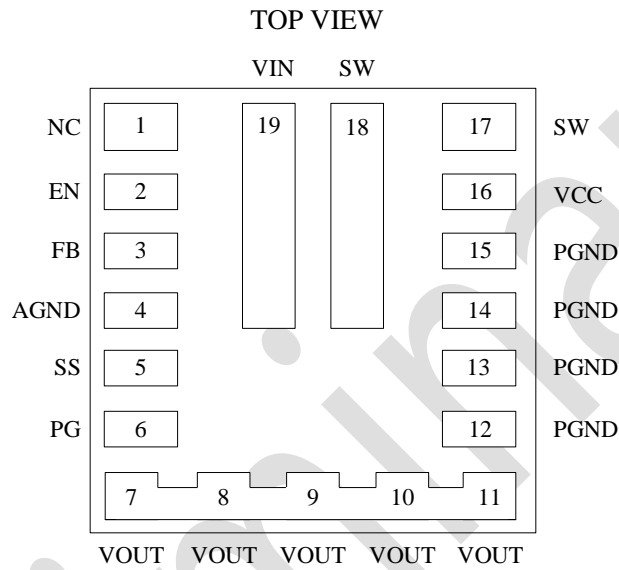 TOP VIEW
VIN SW
NC 1 19 18 17 SW
EN 2 16 VCC
FB 3 15 PGND
AGND 4 14 PGND
SS 5 13 PGND
PG 6 12 PGND
7 8 9 10 11
VOUT VOUT VOUT VOUT VOUT